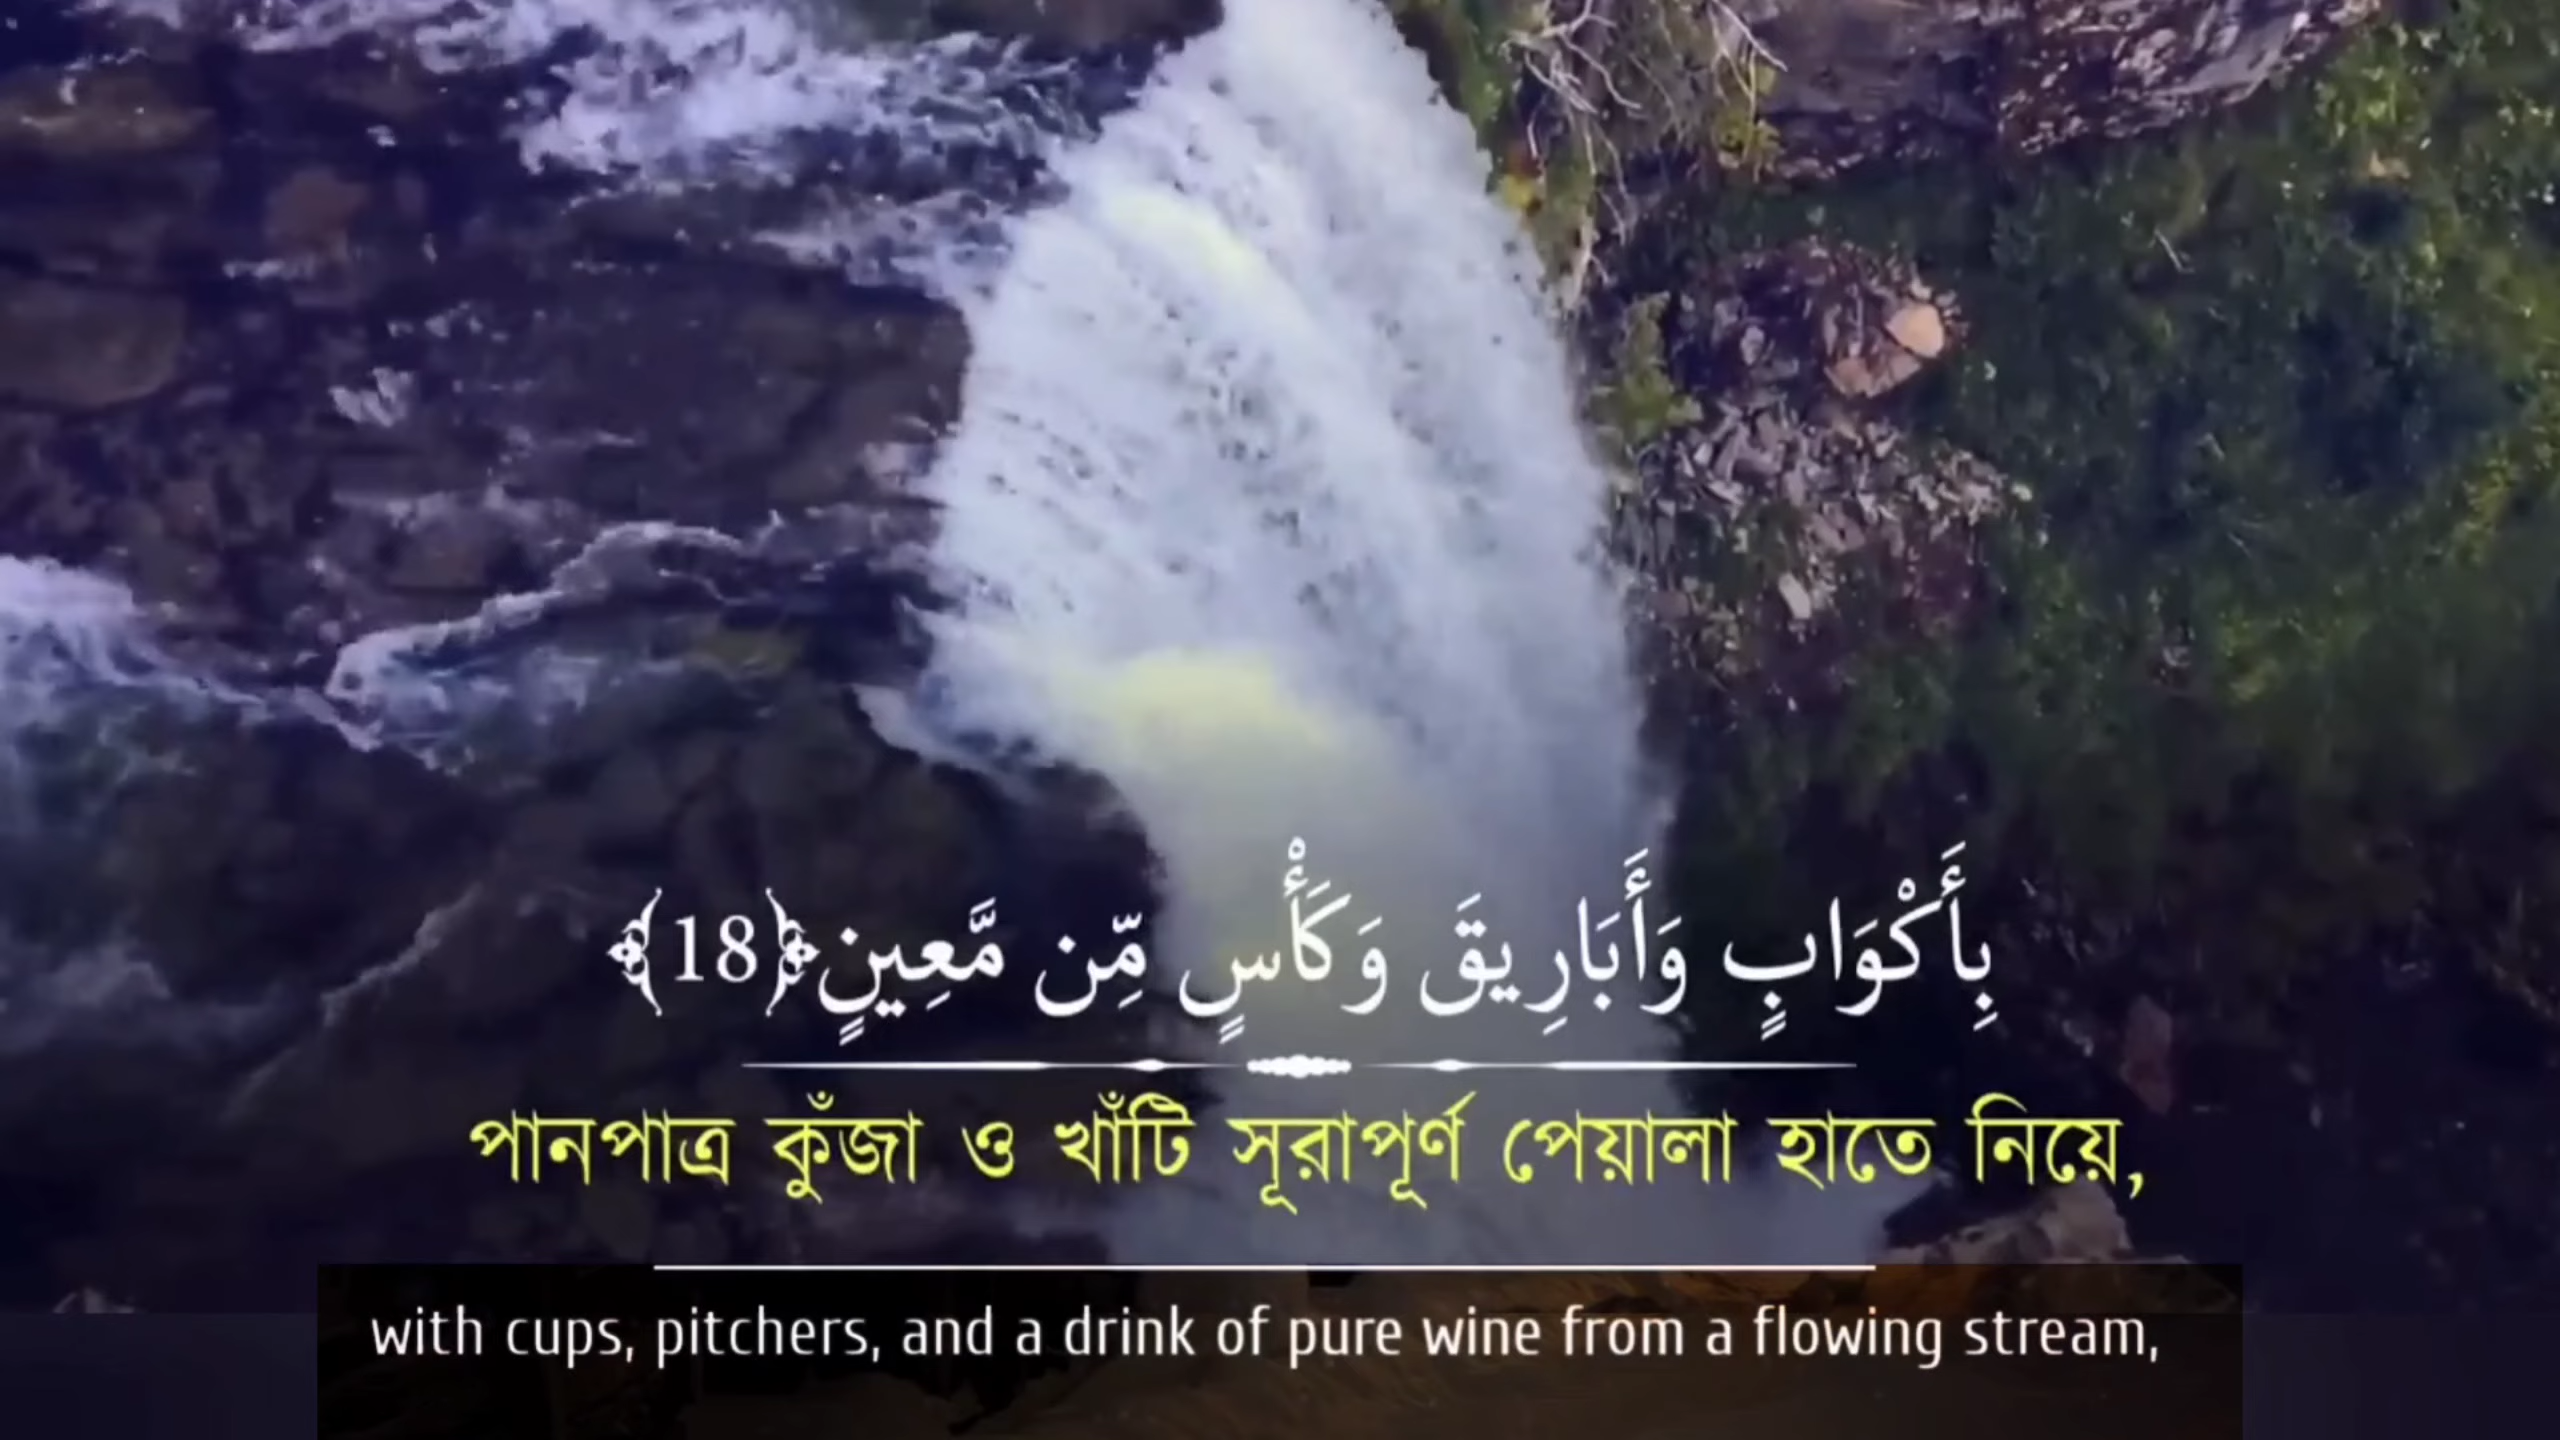 بِأَكْوَابٍ وَأَبَارِيقَ وَكَأْسٍ مِّن مَّعِينٍ ﴿18﴾
পানপাত্র কুঁজা ও খাঁটি সূরাপূর্ণ পেয়ালা হাতে নিয়ে,
with cups, pitchers, and a drink of pure wine from a flowing stream,